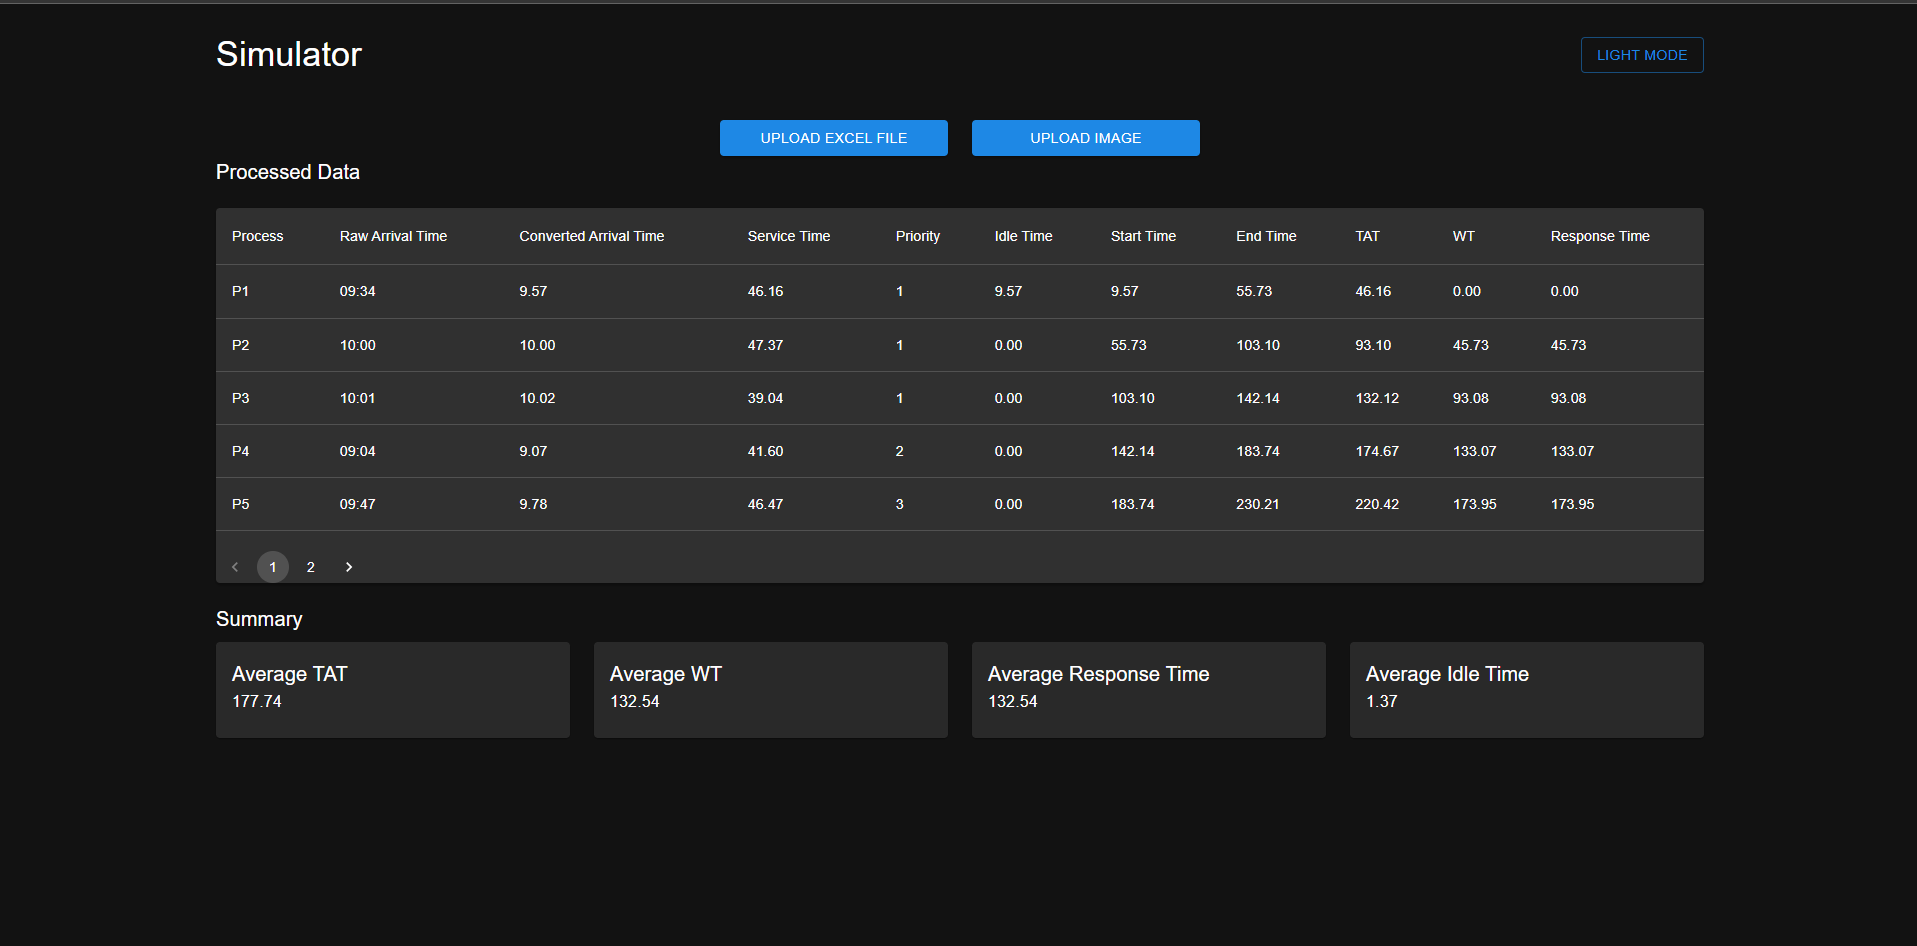 Simulator
LIGHT MODE
UPLOAD EXCEL FILE UPLOAD IMAGE
Processed Data
Process Raw Arrival Time Converted Arrival Time Service Time Priority Idle Time Start Time End Time TAT WT Response Time
P1 09:34 9.57 46.16 1 9.57 9.57 55.73 46.16 0.00 0.00
P2 10:00 10.00 47.37 1 0.00 55.73 103.10 93.10 45.73 45.73
P3 10:01 10.02 39.04 1 0.00 103.10 142.14 132.12 93.08 93.08
P4 09:04 9.07 41.60 2 0.00 142.14 183.74 174.67 133.07 133.07
P5 09:47 9.78 46.47 3 0.00 183.74 230.21 220.42 173.95 173.95
1 2
Summary
Average TAT
177.74
Average WT
132.54
Average Response Time
132.54
Average Idle Time
1.37